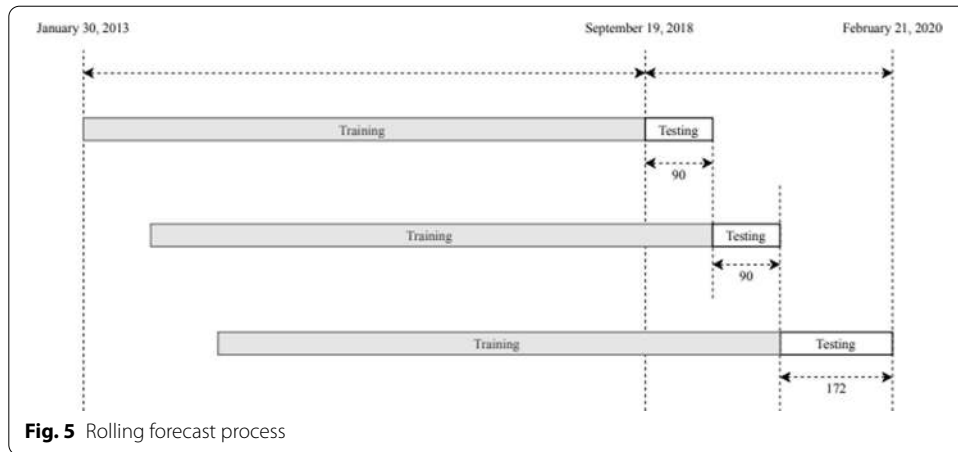 January 30, 2013
September 19, 2018
February 21, 2020
Training
Testing
90
Training
Testing
90
Training
Testing
172
Fig. 5 Rolling forecast process